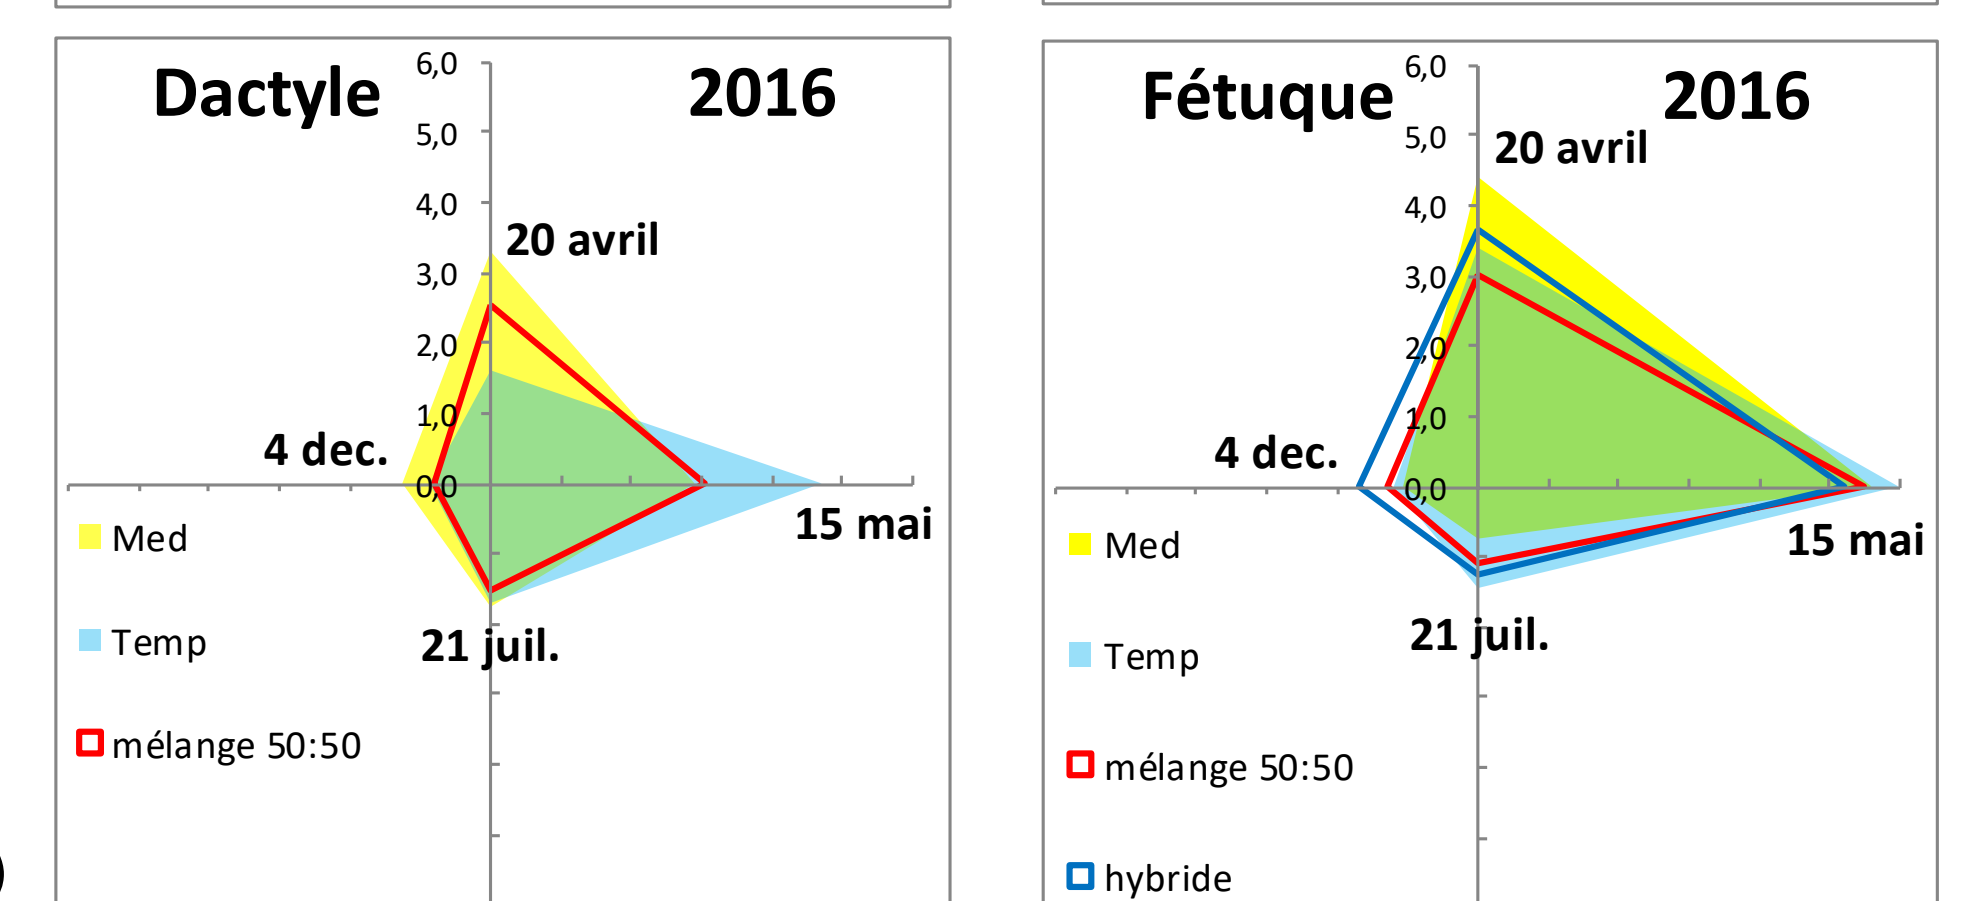 Dactyle 2016
6,0
5,0
4,0
20 avril
3,0
2,0
1,0
4 dec.
0,0
15 mai
Med
21 juil.
Temp
mélange 50:50
Fétuque 2016
6,0
5,0
20 avril
4,0
3,0
2,0
1,0
4 dec.
0,0
15 mai
Med
21 juil.
Temp
mélange 50:50
hybride